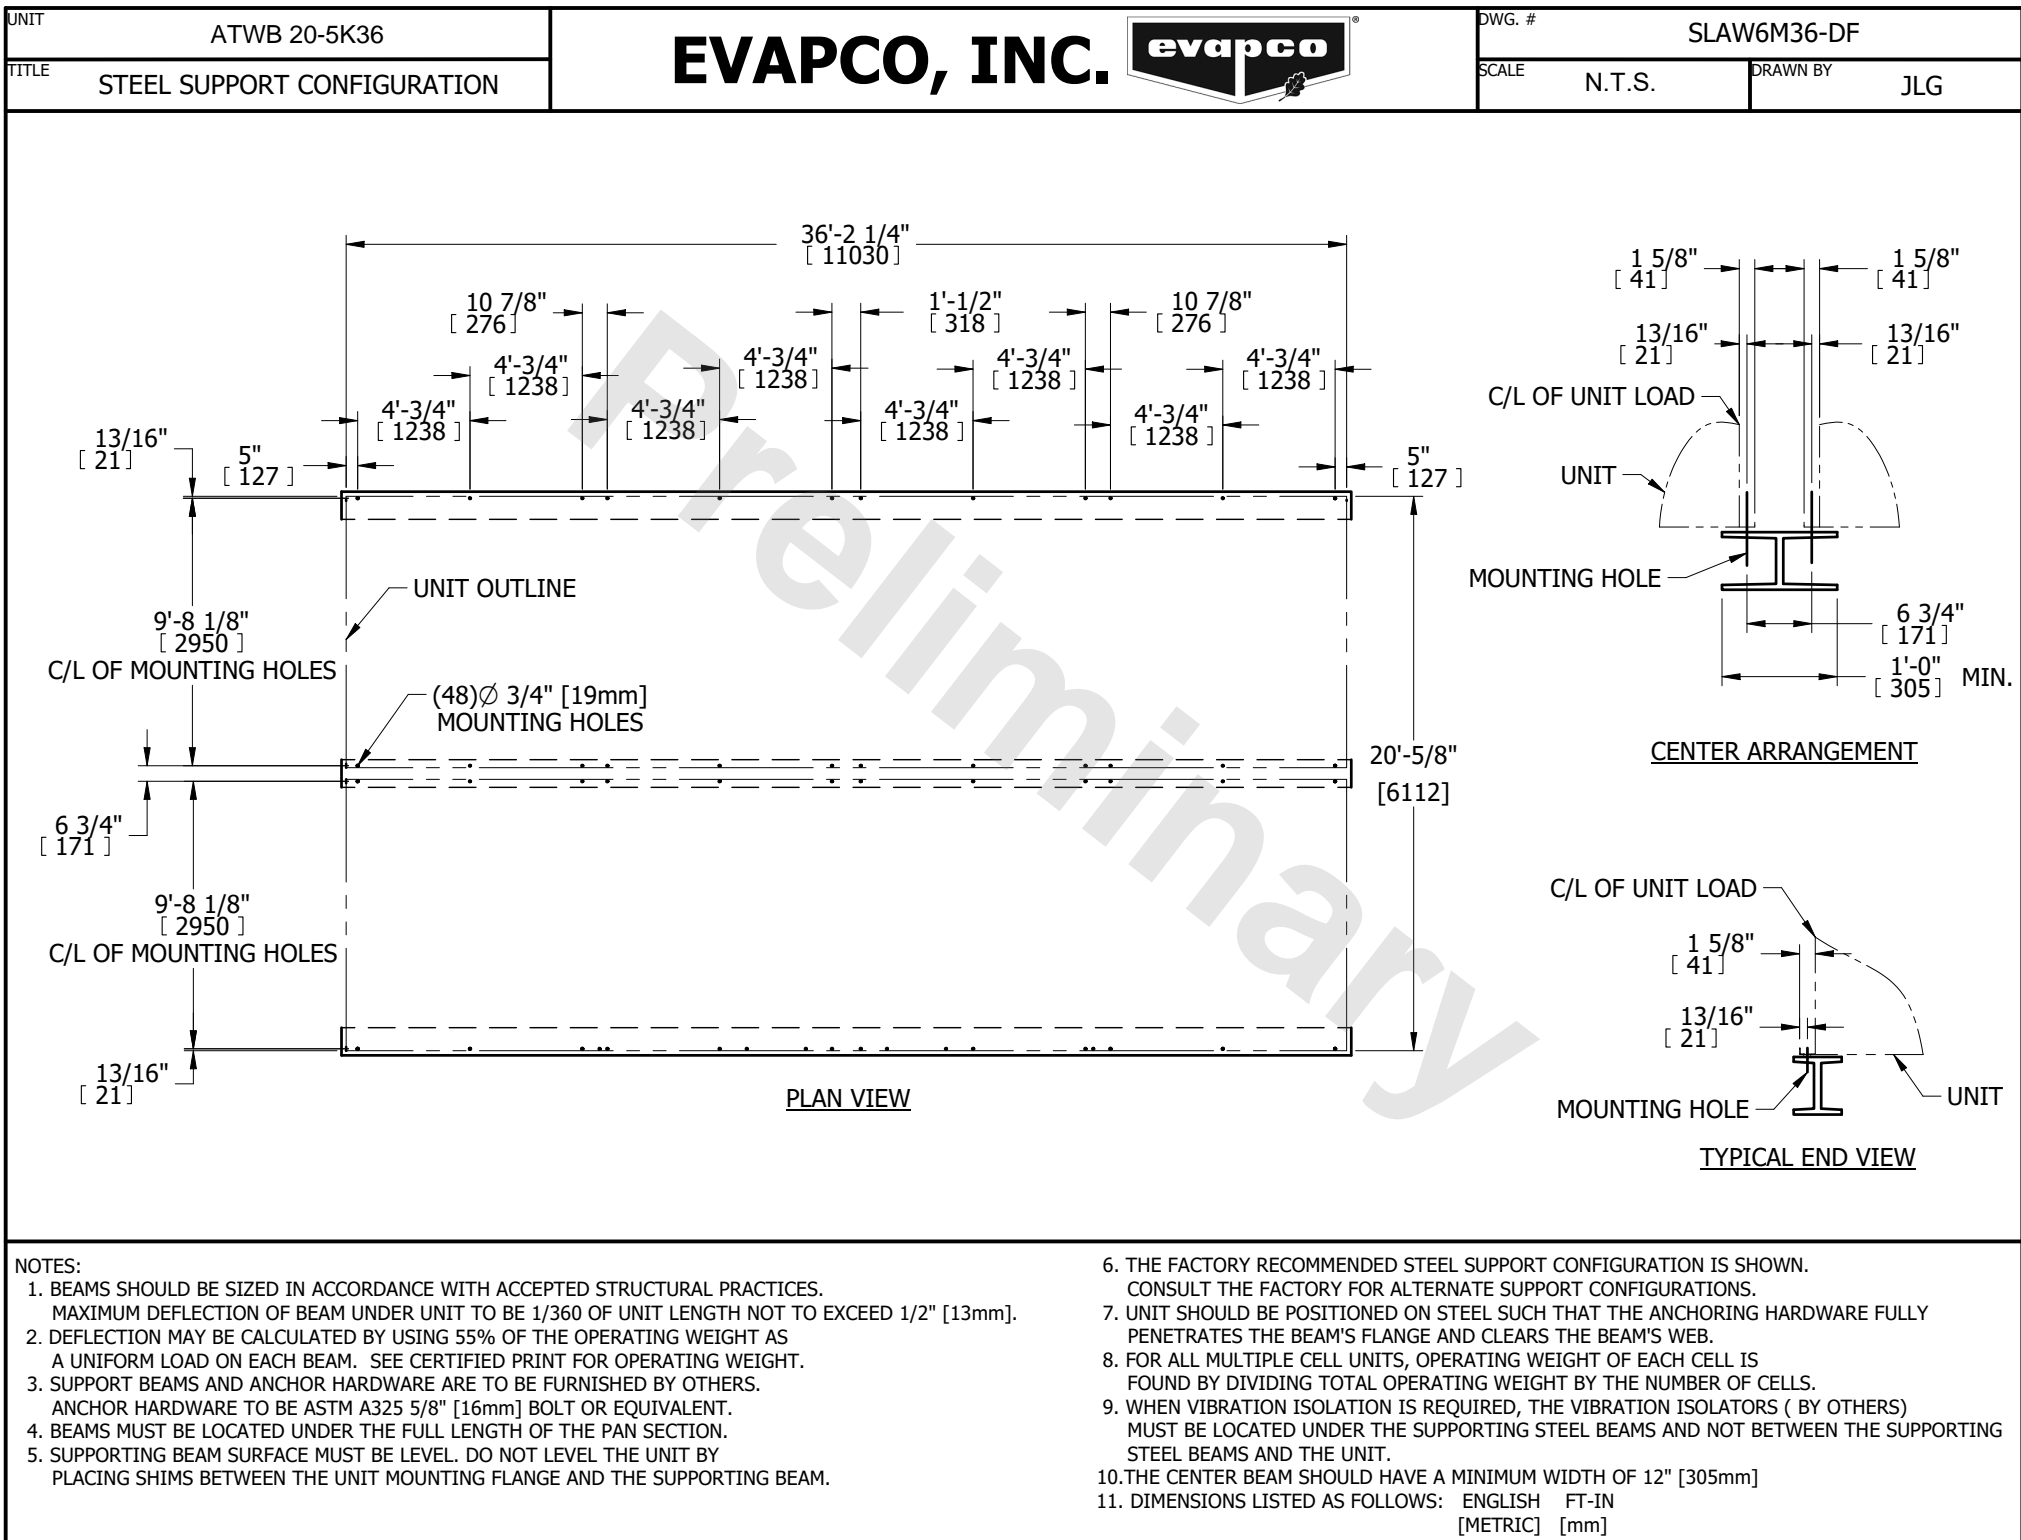 UNIT
ATWB 20-5K36
TITLE
STEEL SUPPORT CONFIGURATION
EVAPCO, INC.
evapco
®
DWG. #
SLAW6M36-DF
SCALE
N.T.S.
DRAWN BY
JLG
36'-2 1/4"
[ 11030 ]
10 7/8"
[ 276 ]
1'-1/2"
[ 318 ]
10 7/8"
[ 276 ]
4'-3/4"
[ 1238 ]
4'-3/4"
[ 1238 ]
4'-3/4"
[ 1238 ]
4'-3/4"
[ 1238 ]
4'-3/4"
[ 1238 ]
4'-3/4"
[ 1238 ]
4'-3/4"
[ 1238 ]
4'-3/4"
[ 1238 ]
13/16"
[ 21 ]
5"
[ 127 ]
5"
[ 127 ]
UNIT OUTLINE
9'-8 1/8"
[ 2950 ]
C/L OF MOUNTING HOLES
(48)Ø 3/4" [19mm]
MOUNTING HOLES
20'-5/8"
[6112]
6 3/4"
[ 171 ]
9'-8 1/8"
[ 2950 ]
C/L OF MOUNTING HOLES
13/16"
[ 21 ]
PLAN VIEW
Preliminary
1 5/8"
[ 41 ]
1 5/8"
[ 41 ]
13/16"
[ 21 ]
13/16"
[ 21 ]
C/L OF UNIT LOAD
UNIT
MOUNTING HOLE
6 3/4"
[ 171 ]
1'-0"
[ 305 ] MIN.
CENTER ARRANGEMENT
C/L OF UNIT LOAD
1 5/8"
[ 41 ]
13/16"
[ 21 ]
MOUNTING HOLE
UNIT
TYPICAL END VIEW
NOTES:
1. BEAMS SHOULD BE SIZED IN ACCORDANCE WITH ACCEPTED STRUCTURAL PRACTICES.
MAXIMUM DEFLECTION OF BEAM UNDER UNIT TO BE 1/360 OF UNIT LENGTH NOT TO EXCEED 1/2" [13mm].
2. DEFLECTION MAY BE CALCULATED BY USING 55% OF THE OPERATING WEIGHT AS
A UNIFORM LOAD ON EACH BEAM. SEE CERTIFIED PRINT FOR OPERATING WEIGHT.
3. SUPPORT BEAMS AND ANCHOR HARDWARE ARE TO BE FURNISHED BY OTHERS.
ANCHOR HARDWARE TO BE ASTM A325 5/8" [16mm] BOLT OR EQUIVALENT.
4. BEAMS MUST BE LOCATED UNDER THE FULL LENGTH OF THE PAN SECTION.
5. SUPPORTING BEAM SURFACE MUST BE LEVEL. DO NOT LEVEL THE UNIT BY
PLACING SHIMS BETWEEN THE UNIT MOUNTING FLANGE AND THE SUPPORTING BEAM.
6. THE FACTORY RECOMMENDED STEEL SUPPORT CONFIGURATION IS SHOWN.
CONSULT THE FACTORY FOR ALTERNATE SUPPORT CONFIGURATIONS.
7. UNIT SHOULD BE POSITIONED ON STEEL SUCH THAT THE ANCHORING HARDWARE FULLY
PENETRATES THE BEAM'S FLANGE AND CLEARS THE BEAM'S WEB.
8. FOR ALL MULTIPLE CELL UNITS, OPERATING WEIGHT OF EACH CELL IS
FOUND BY DIVIDING TOTAL OPERATING WEIGHT BY THE NUMBER OF CELLS.
9. WHEN VIBRATION ISOLATION IS REQUIRED, THE VIBRATION ISOLATORS ( BY OTHERS)
MUST BE LOCATED UNDER THE SUPPORTING STEEL BEAMS AND NOT BETWEEN THE SUPPORTING
STEEL BEAMS AND THE UNIT.
10.THE CENTER BEAM SHOULD HAVE A MINIMUM WIDTH OF 12" [305mm]
11. DIMENSIONS LISTED AS FOLLOWS: ENGLISH FT-IN
[METRIC] [mm]